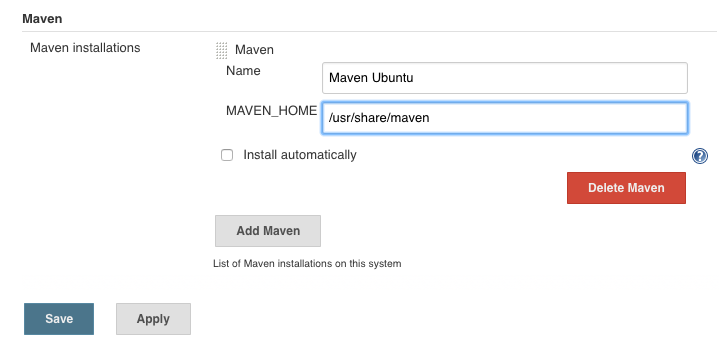 Maven
Maven installations
Maven
Name
Maven Ubuntu
MAVEN_HOME
/usr/share/maven
Install automatically
?
Delete Maven
Add Maven
List of Maven installations on this system
Save
Apply